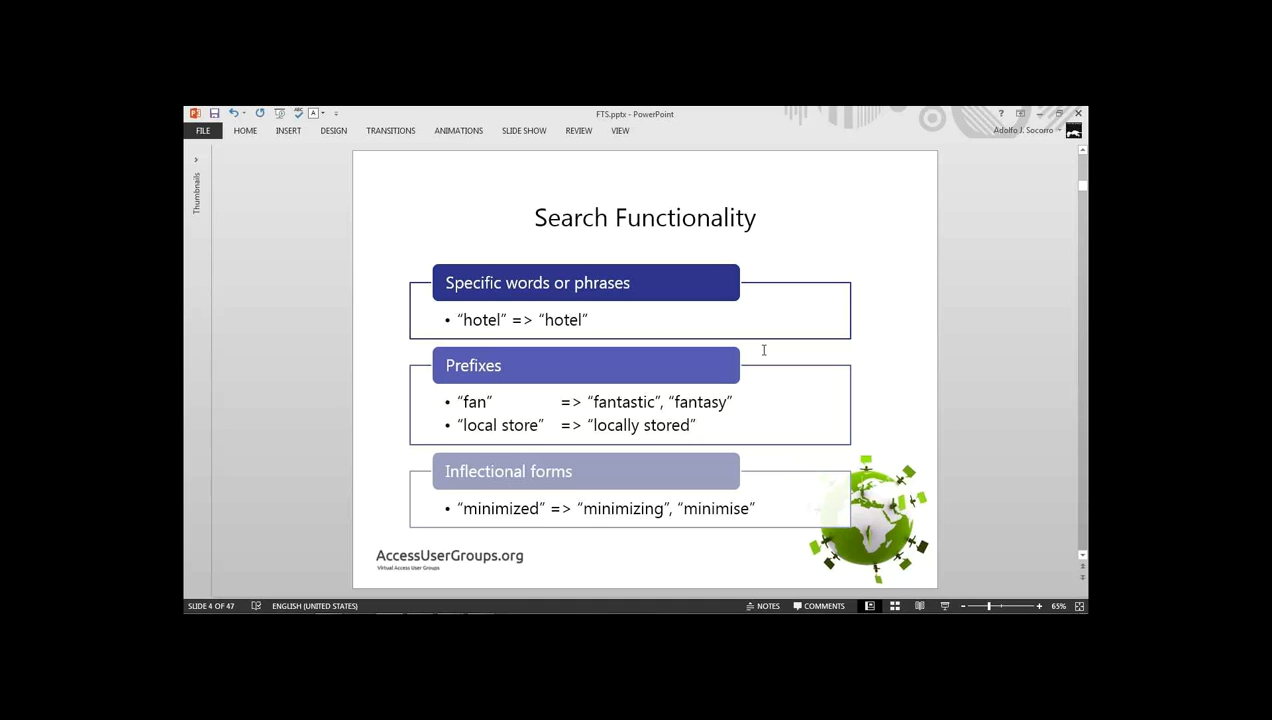 FTS.pptx - PowerPoint
FILE HOME INSERT DESIGN TRANSITIONS ANIMATIONS SLIDE SHOW REVIEW VIEW
Adolfo J. Socorro
Thumbnails
Search Functionality
Specific words or phrases
• “hotel” => “hotel”
Prefixes
• “fan” => “fantastic”, “fantasy”
• “local store” => “locally stored”
Inflectional forms
• “minimized” => “minimizing”, “minimise”
AccessUserGroups.org
Virtual Access User Groups
SLIDE 4 OF 47 ENGLISH (UNITED STATES) NOTES COMMENTS 65%